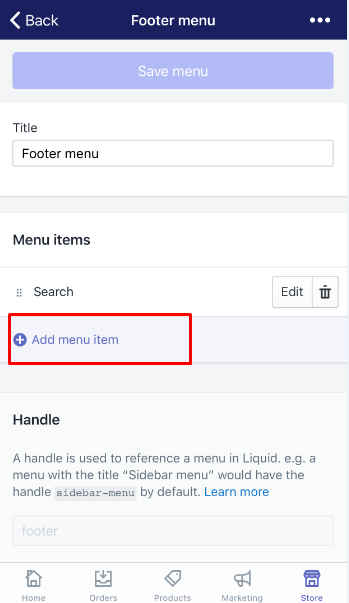 Back Footer menu •••
Save menu
Title
Footer menu
Menu items
Search Edit
Add menu item
Handle
A handle is used to reference a menu in Liquid. e.g. a
menu with the title “Sidebar menu” would have the
handle sidebar-menu by default. Learn more
footer
Home Orders Products Marketing Store